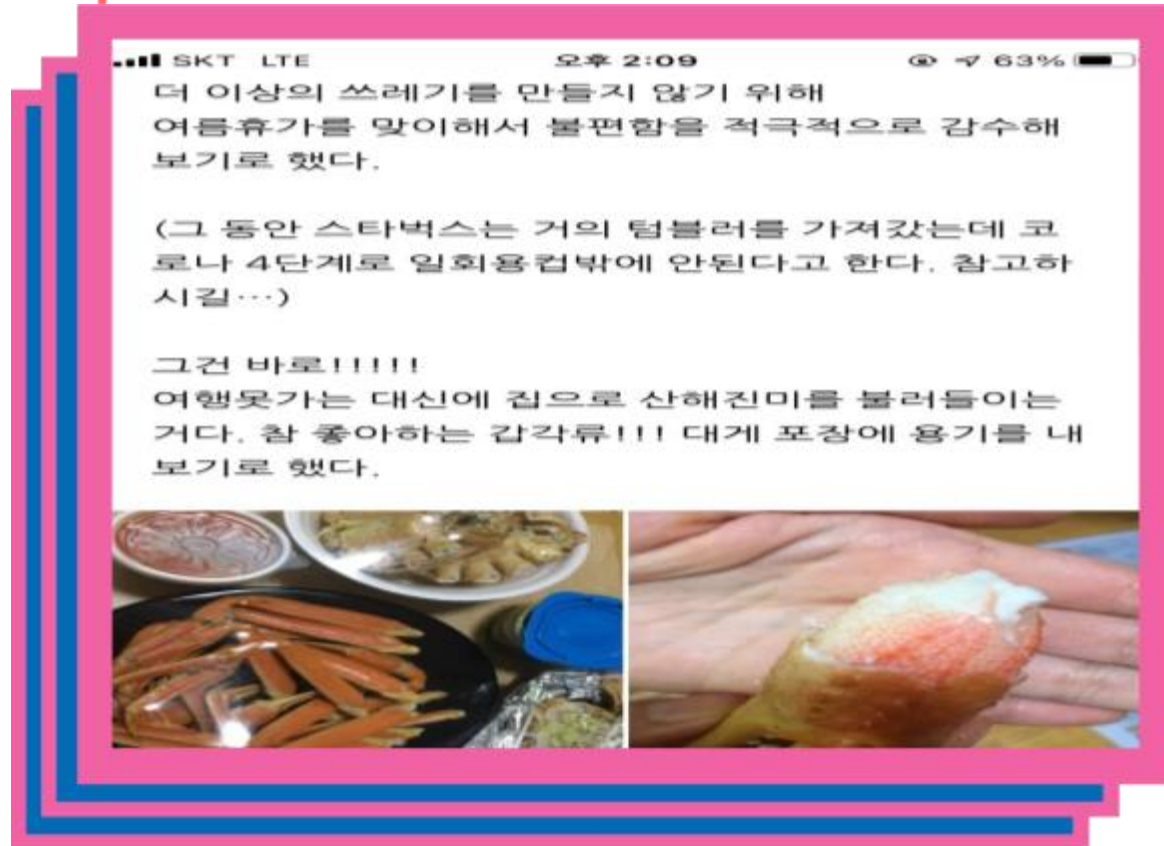 SKT LTE 오후 2:09 63%
더 이상의 쓰레기를 만들지 않기 위해
여름휴가를 맞이해서 불편함을 적극적으로 감수해
보기로 했다.
(그 동안 스타벅스는 거의 텀블러를 가져갔는데 코
로나 4단계로 일회용컵밖에 안된다고 한다. 참고하
시길…)
그건 바로!!!!!
여행못가는 대신에 집으로 산해진미를 불러들이는
거다. 참 좋아하는 갑각류!!! 대게 포장에 용기를 내
보기로 했다.